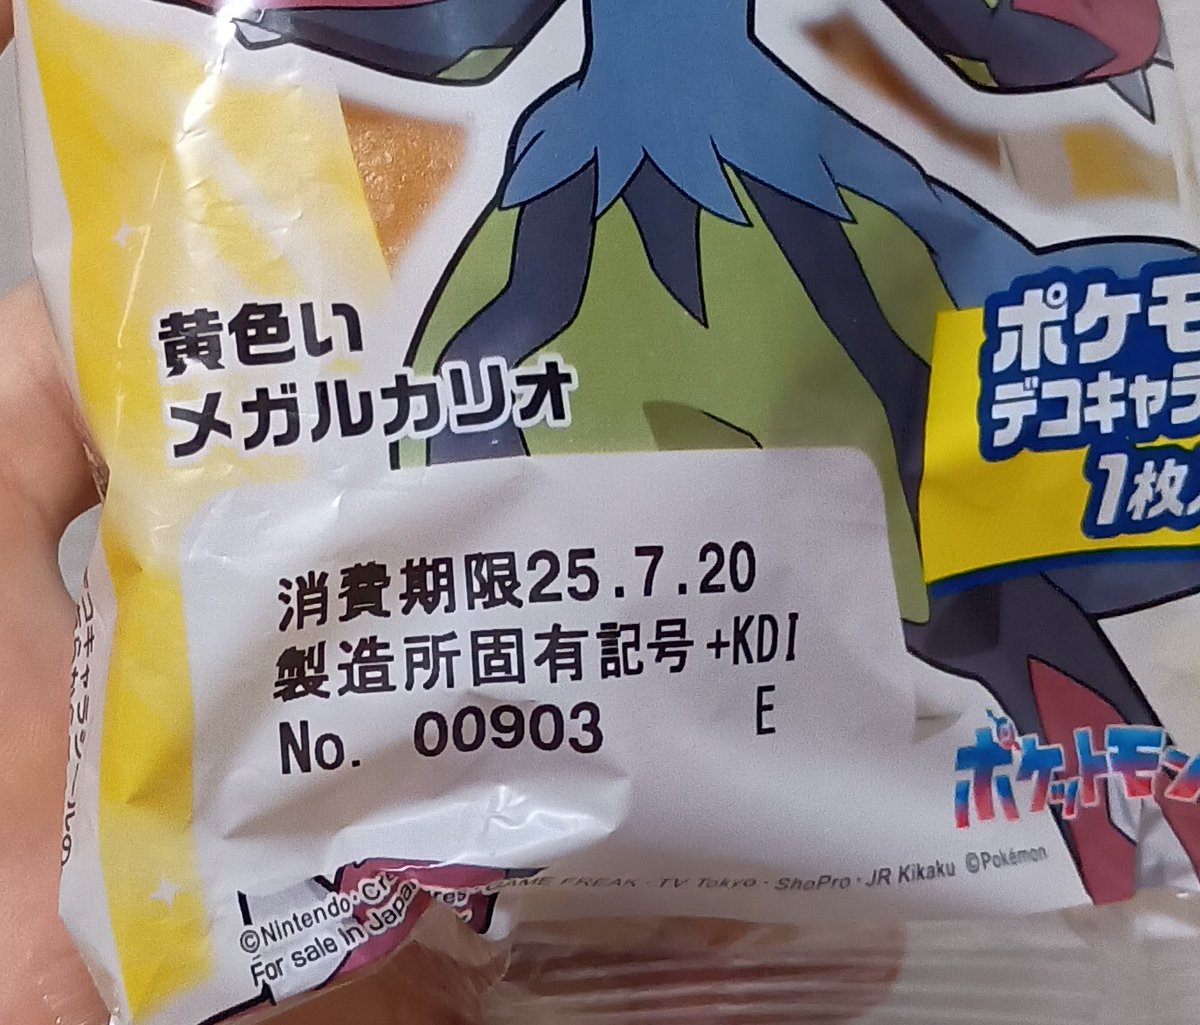 黄色い
メガルカリオ
ポケモ
デコキャラ
1枚
消費期限25.7.20
製造所固有記号+KDI
No. 00903 E
ポケットモン
©Nintendo・Cr
GAME FREAK・TV Tokyo・ShoPro・JR Kikaku ©Pokémon
For sale in Japa